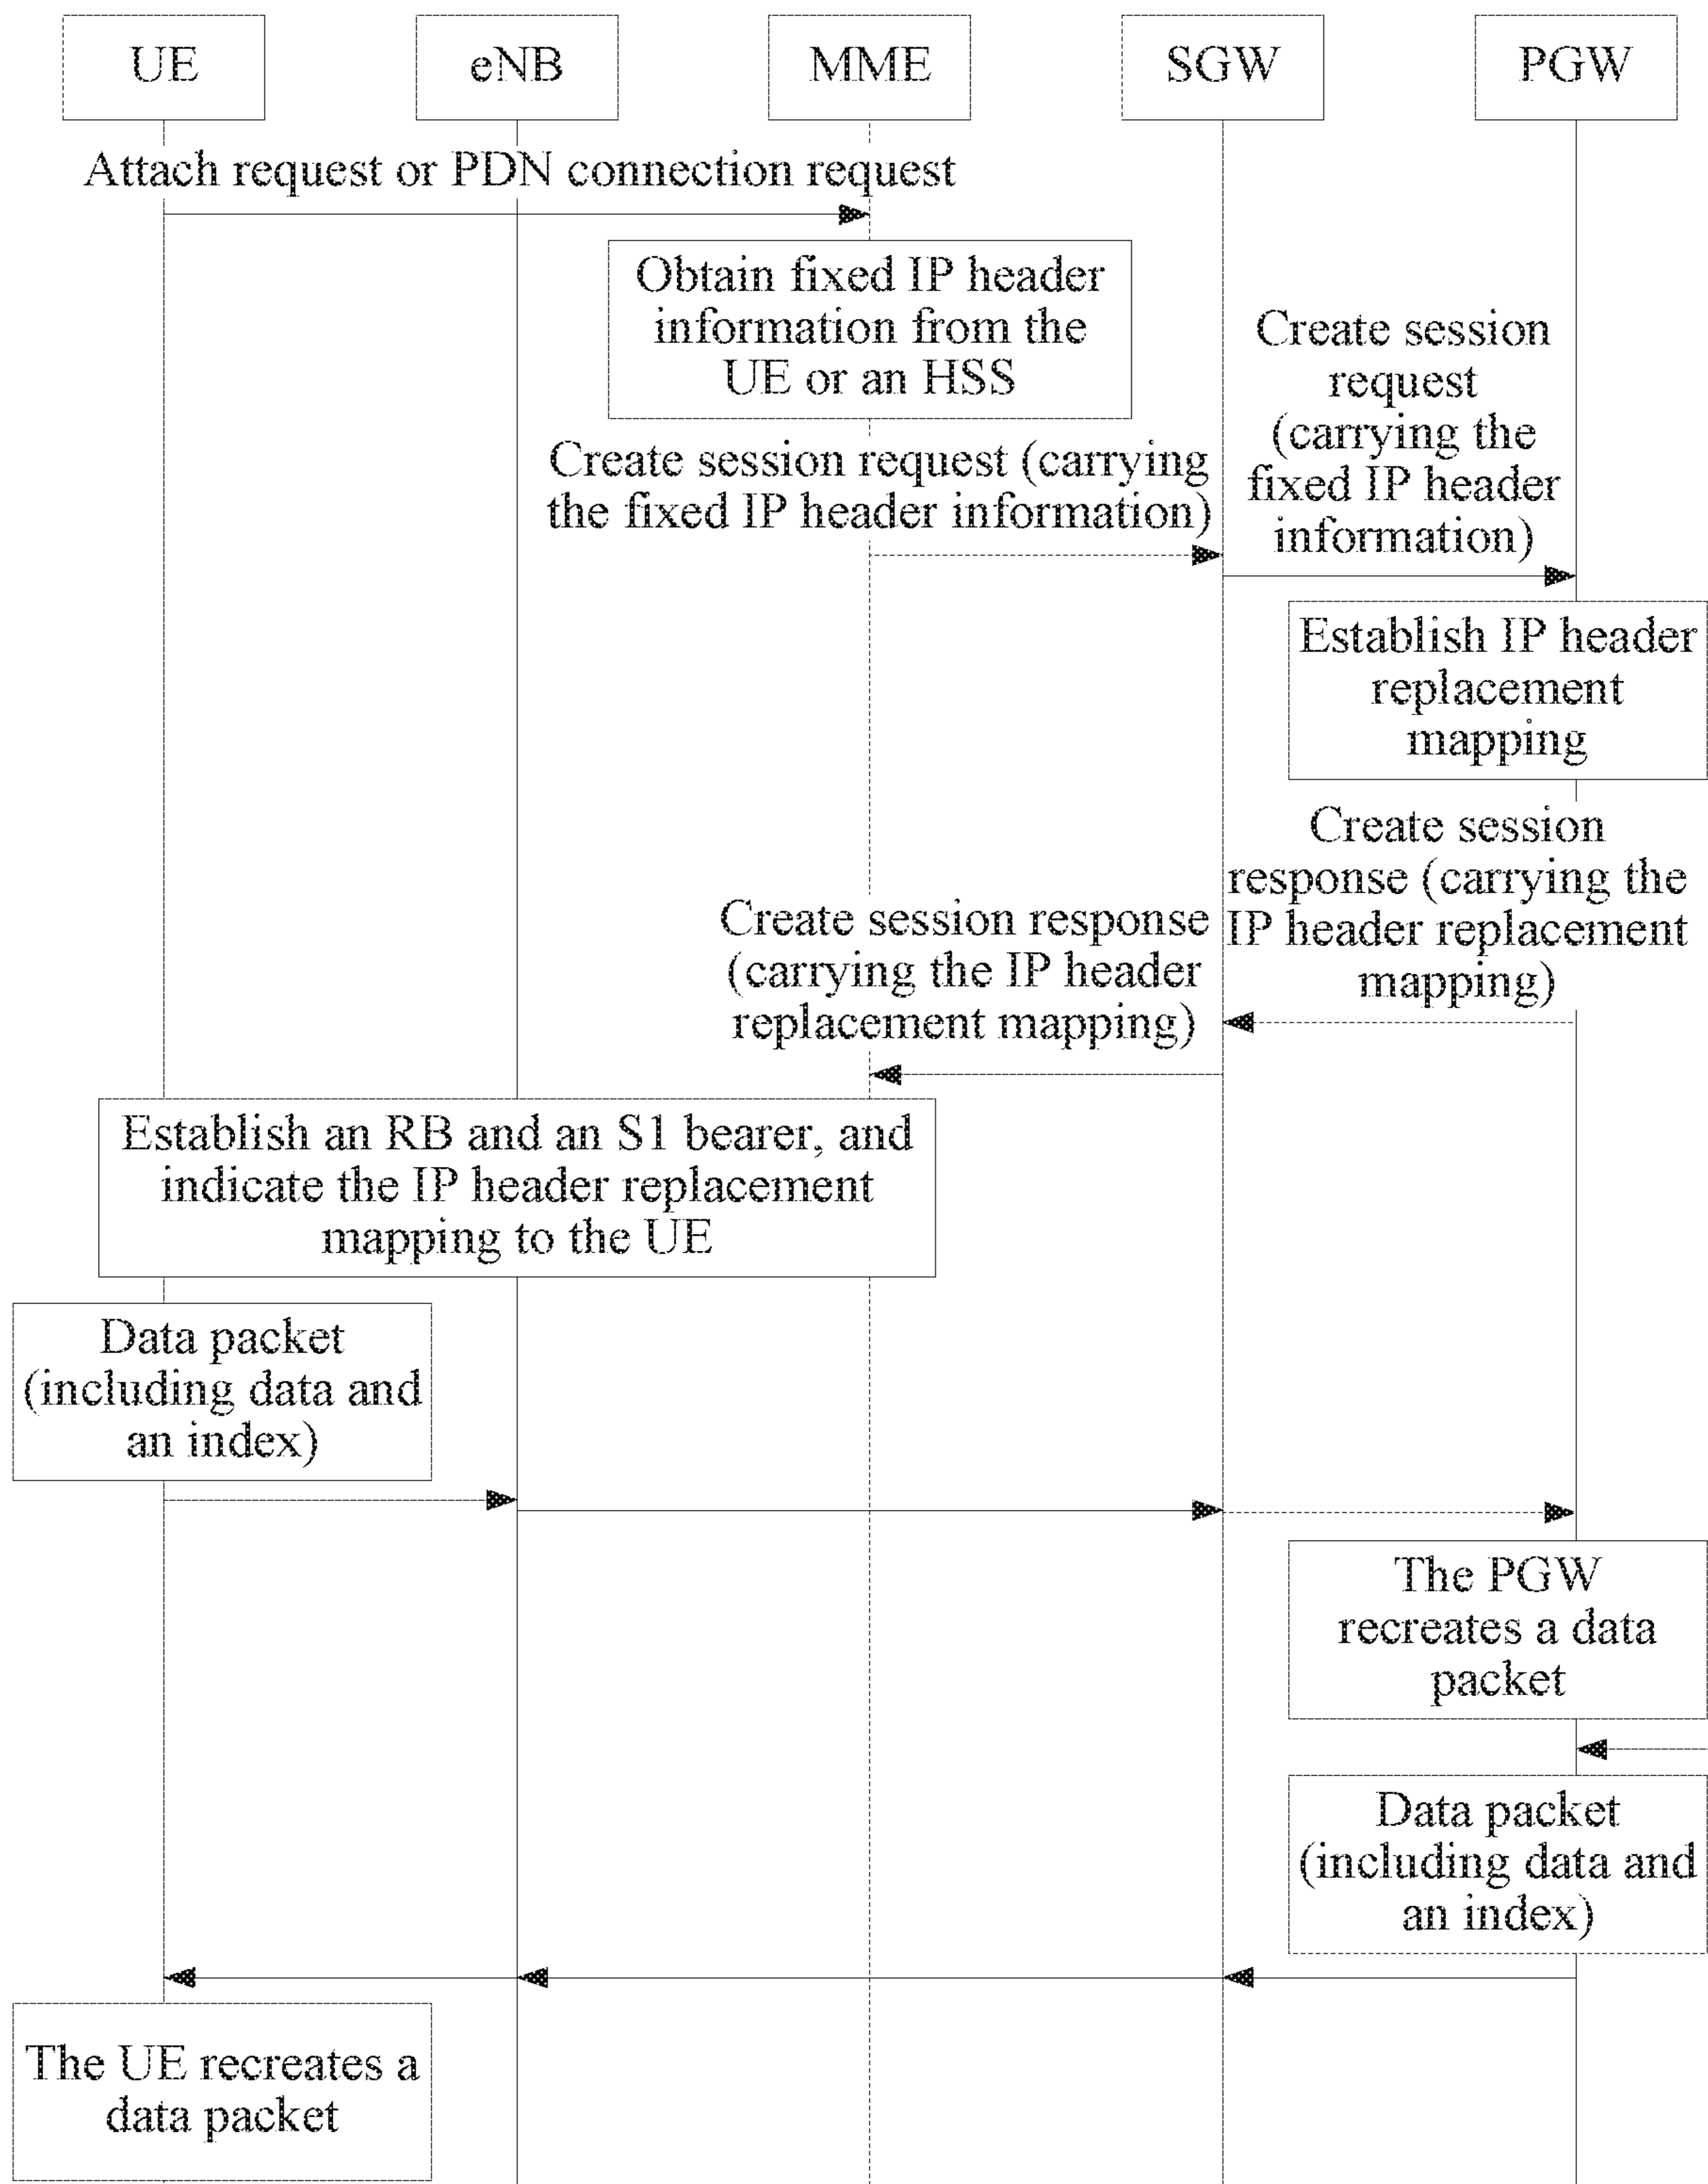 UE
eNB
MME
SGW
PGW
Attach request or PDN connection request
Obtain fixed IP header
information from the
UE or an HSS
Create session request (carrying
the fixed IP header information)
Create session
request
(carrying the
fixed IP header
information)
Establish IP header
replacement
mapping
Create session
response (carrying the
IP header replacement
mapping)
Create session response
(carrying the IP header
replacement mapping)
Establish an RB and an S1 bearer, and
indicate the IP header replacement
mapping to the UE
Data packet
(including data and
an index)
The PGW
recreates a data
packet
Data packet
(including data and
an index)
The UE recreates a
data packet